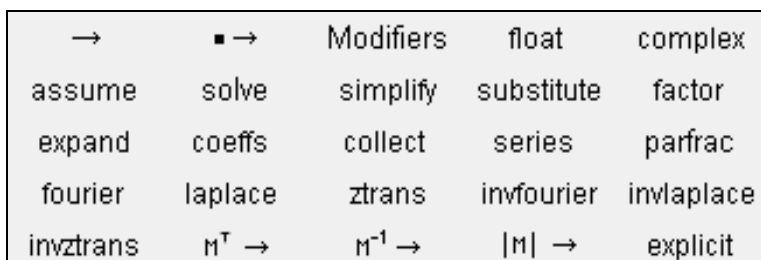 → ▪ → Modifiers float complex
assume solve simplify substitute factor
expand coeffs collect series parfrac
fourier laplace ztrans invfourier invlaplace
invztrans Mᵀ → M⁻¹ → |M| → explicit